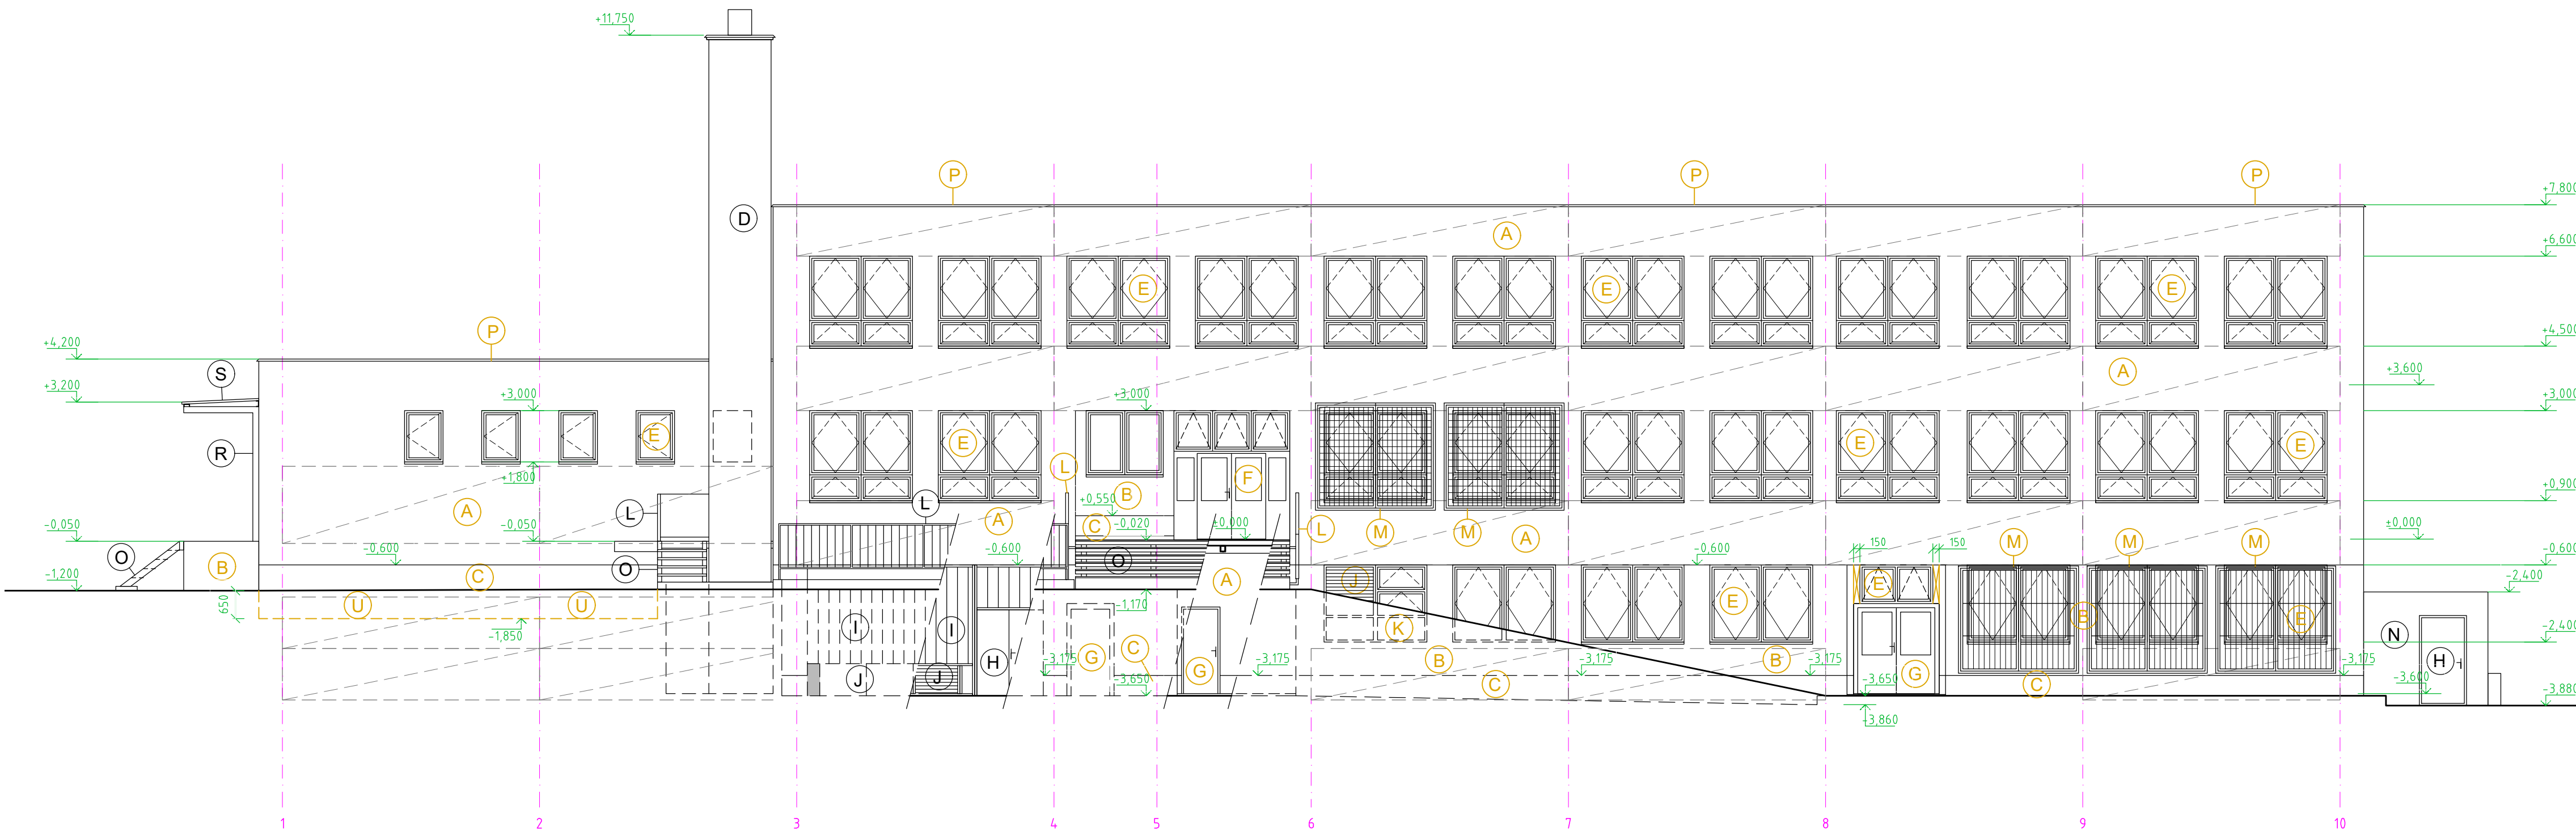 +11,750
D
P
P
P
+7,800
A
+6,600
E
E
E
P
+4,200
+4,500
A
S
+3,600
+3,200
+3,000
+3,000
+3,000
E
E
E
E
R
L
F
+1,800
B
+0,900
L
+0,550
L
A
A
C
-0,020
±0,000
L
M
M
A
±0,000
-0,050
-0,050
O
-0,600
-0,600
-0,600
150
150
M
M
M
-0,600
B
C
O
O
A
J
E
-1,200
-2,400
650
U
U
-1,170
E
E
E
-1,850
I
I
K
B
N
H
G
-3,175
C
-3,175
B
-3,175
B
-3,175
-3,175
-2,400
H
J
J
G
-3,650
C
G
-3,650
C
-3,600
-3,880
-3,860
1
2
3
4
5
6
7
8
9
10